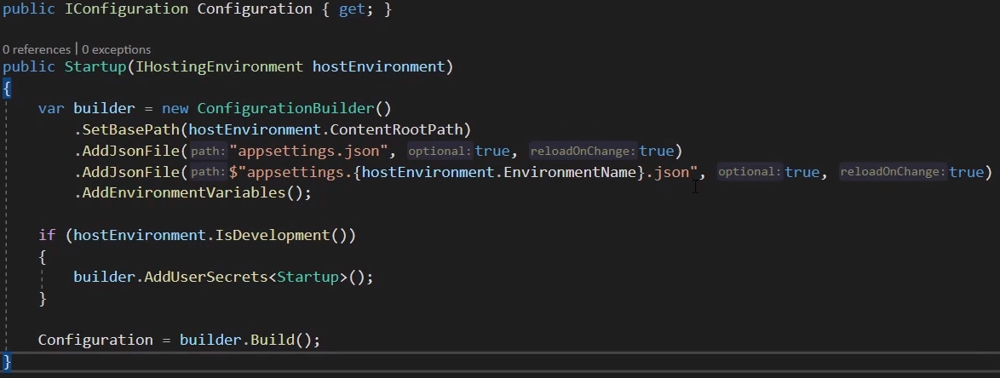 public IConfiguration Configuration { get; }
0 references | 0 exceptions
public Startup(IHostingEnvironment hostEnvironment)
{
    var builder = new ConfigurationBuilder()
        .SetBasePath(hostEnvironment.ContentRootPath)
        .AddJsonFile(path:"appsettings.json", optional:true, reloadOnChange:true)
        .AddJsonFile(path:$"appsettings.{hostEnvironment.EnvironmentName}.json", optional:true, reloadOnChange:true)
        .AddEnvironmentVariables();
    if (hostEnvironment.IsDevelopment())
    {
        builder.AddUserSecrets<Startup>();
    }
    Configuration = builder.Build();
}